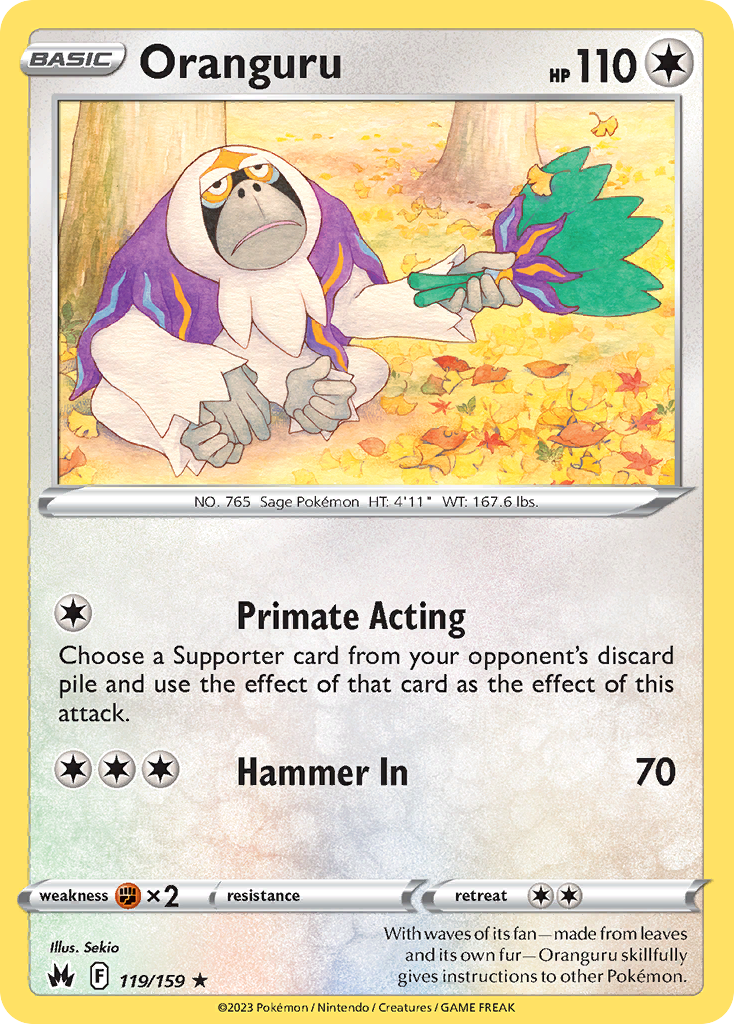 BASIC Oranguru HP 110
NO. 765 Sage Pokémon HT: 4'11" WT: 167.6 lbs.
Primate Acting
Choose a Supporter card from your opponent's discard
pile and use the effect of that card as the effect of this
attack.
Hammer In 70
weakness ×2 resistance retreat
With waves of its fan—made from leaves
and its own fur—Oranguru skillfully
gives instructions to other Pokémon.
Illus. Sekio
F 119/159 ★
©2023 Pokémon / Nintendo / Creatures / GAME FREAK